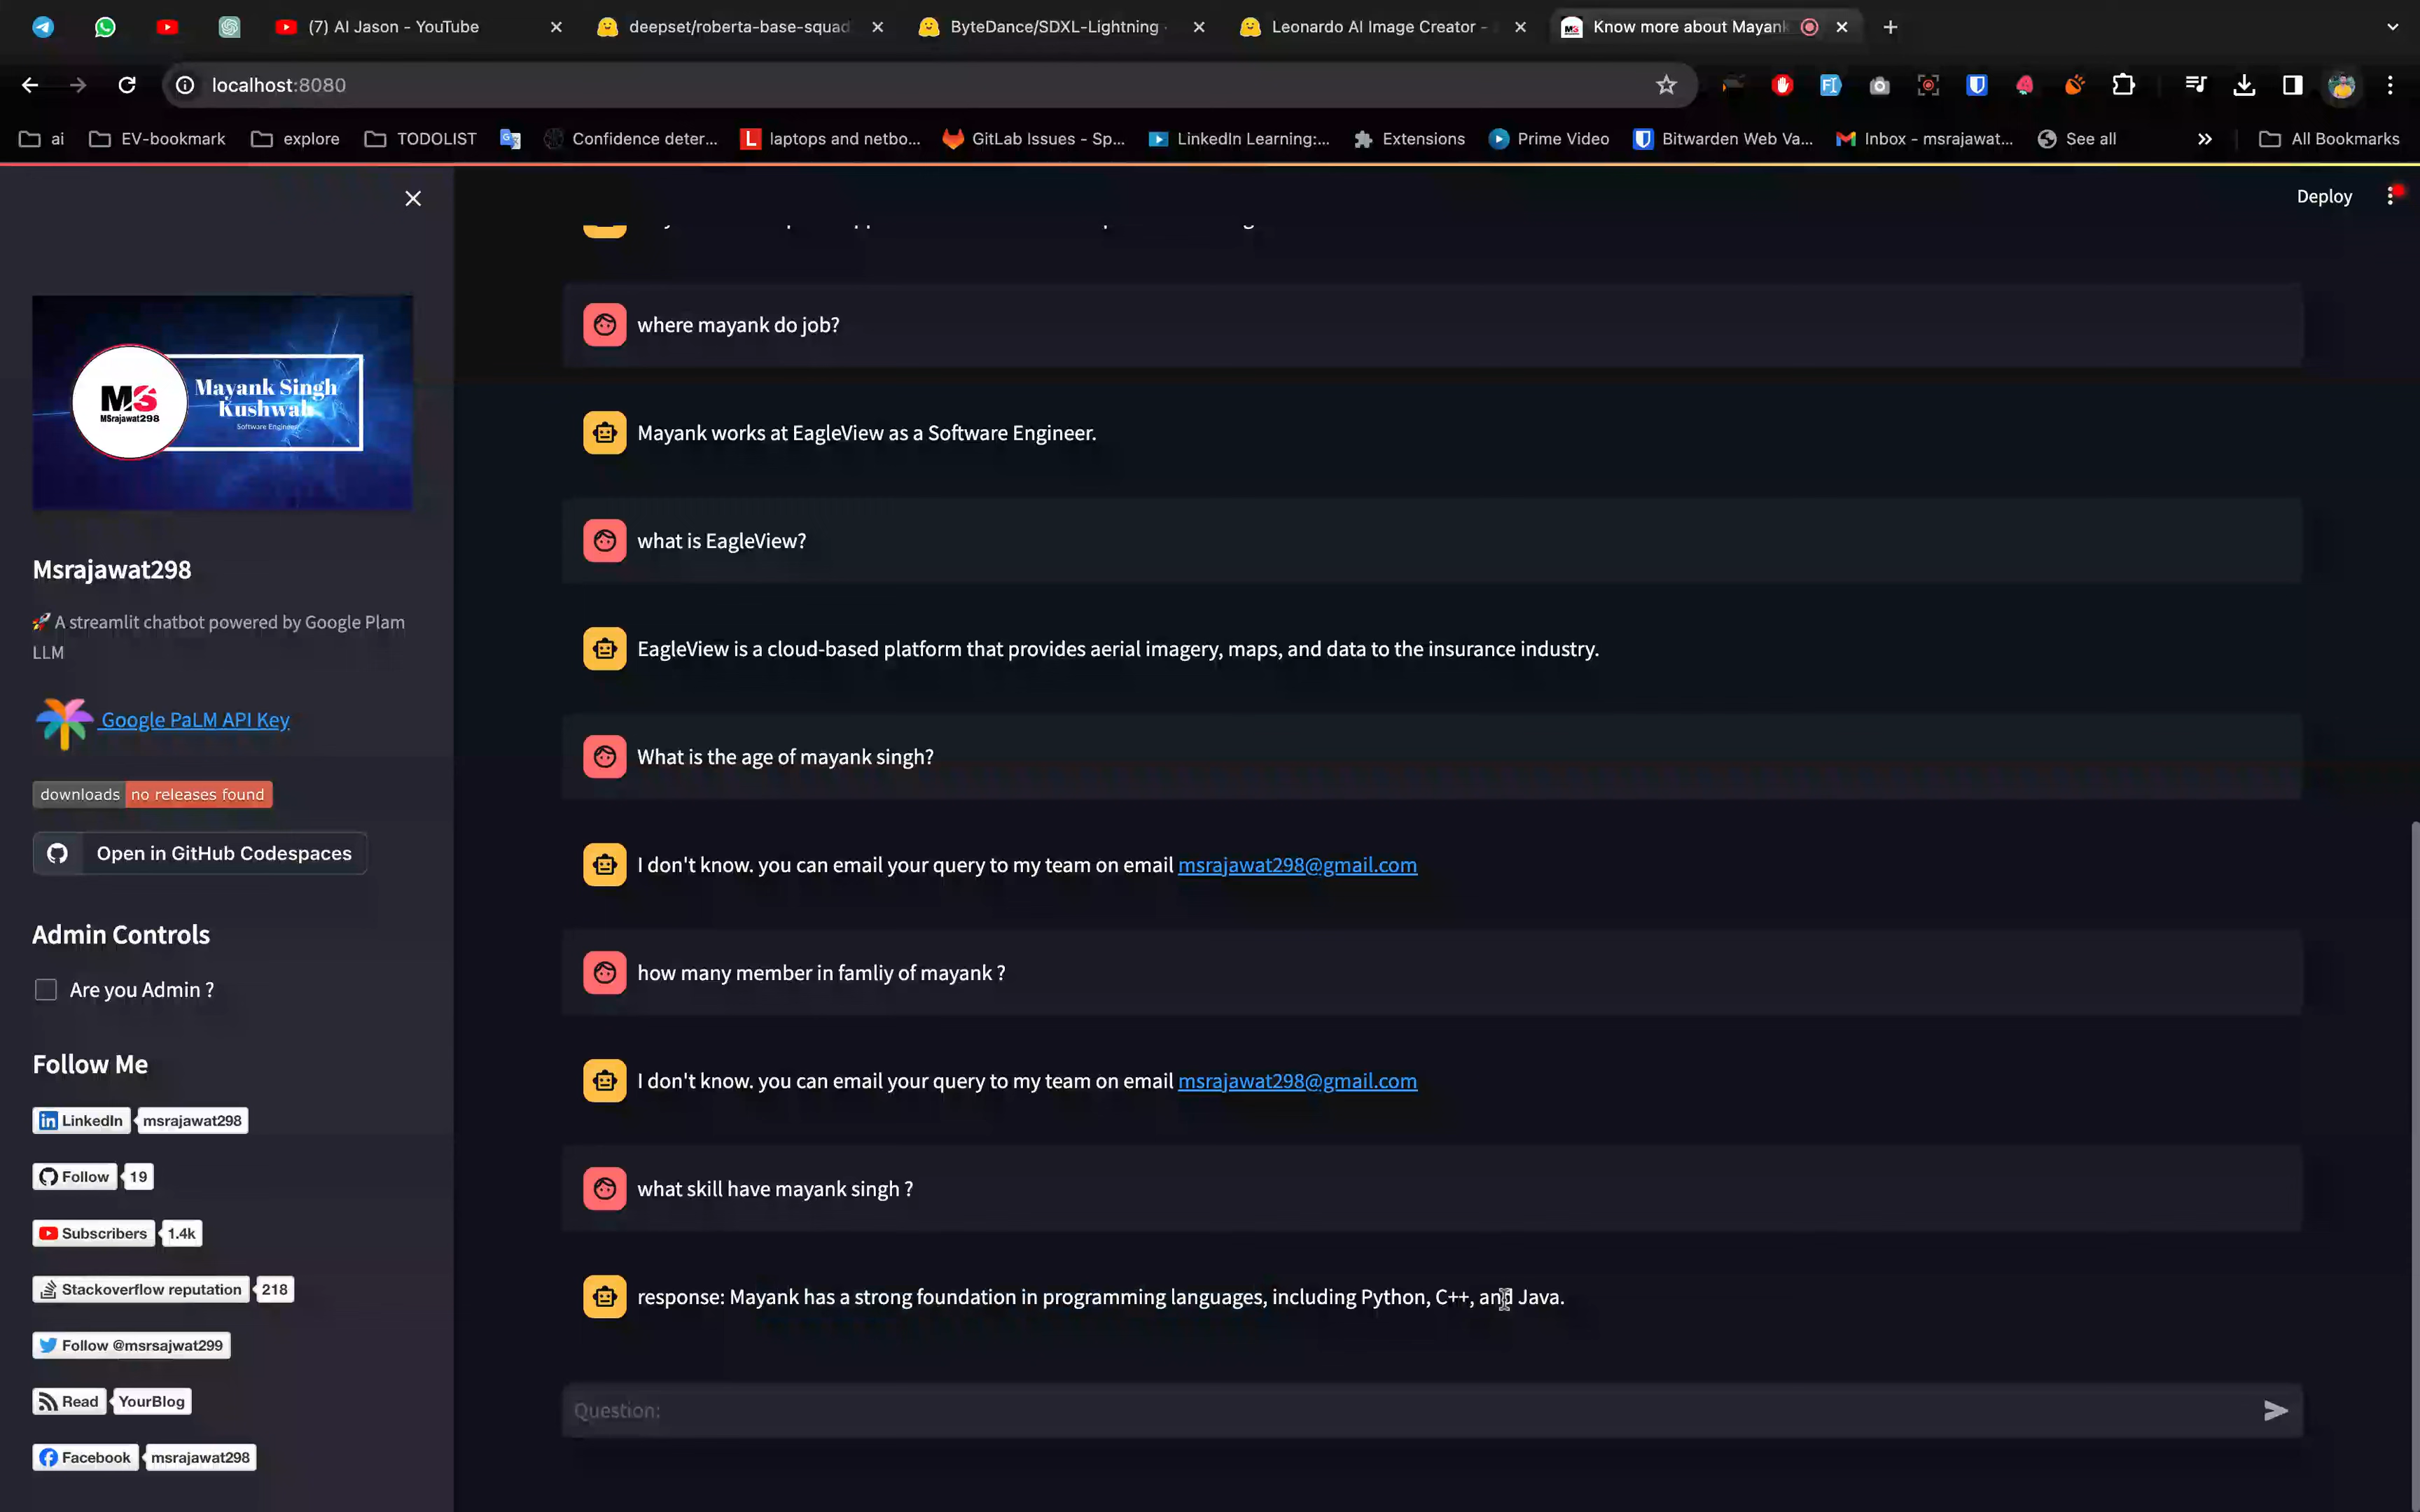 (7) AI Jason - YouTube
deepset/roberta-base-squad
ByteDance/SDXL-Lightning
Leonardo AI Image Creator -
Know more about Mayank
localhost:8080
ai
EV-bookmark
explore
TODOLIST
Confidence deter...
laptops and netbo...
GitLab Issues - Sp...
LinkedIn Learning:...
Extensions
Prime Video
Bitwarden Web Va...
Inbox - msrajawat...
See all
All Bookmarks
Deploy
MS
MSrajawat298
Mayank Singh
Kushwah
Software Engineer
Msrajawat298
🚀 A streamlit chatbot powered by Google Plam
LLM
Google PaLM API Key
downloads no releases found
Open in GitHub Codespaces
Admin Controls
Are you Admin ?
Follow Me
LinkedIn msrajawat298
Follow 19
Subscribers 1.4k
Stackoverflow reputation 218
Follow @msrsajwat299
Read YourBlog
Facebook msrajawat298
where mayank do job?
Mayank works at EagleView as a Software Engineer.
what is EagleView?
EagleView is a cloud-based platform that provides aerial imagery, maps, and data to the insurance industry.
What is the age of mayank singh?
I don't know. you can email your query to my team on email msrajawat298@gmail.com
how many member in famliy of mayank ?
I don't know. you can email your query to my team on email msrajawat298@gmail.com
what skill have mayank singh ?
response: Mayank has a strong foundation in programming languages, including Python, C++, and Java.
Question: